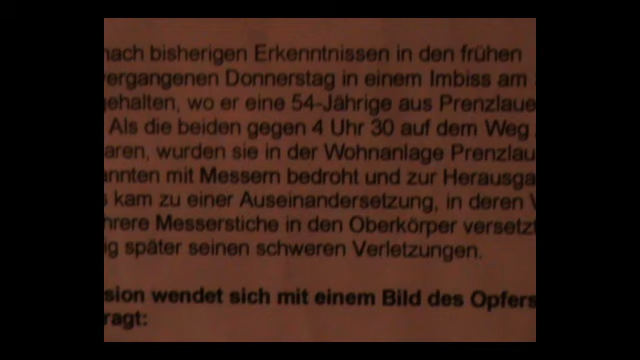 nach bisherigen Erkenntnissen in den frühen
vergangenen Donnerstag in einem Imbiss am
gehalten, wo er eine 54-Jährige aus Prenzlaue
Als die beiden gegen 4 Uhr 30 auf dem Weg
aren, wurden sie in der Wohnanlage Prenzlau
annten mit Messern bedroht und zur Herausga
kam zu einer Auseinandersetzung, in deren V
hrere Messerstiche in den Oberkörper versetzt
ig später seinen schweren Verletzungen.
sion wendet sich mit einem Bild des Opfers
ragt: